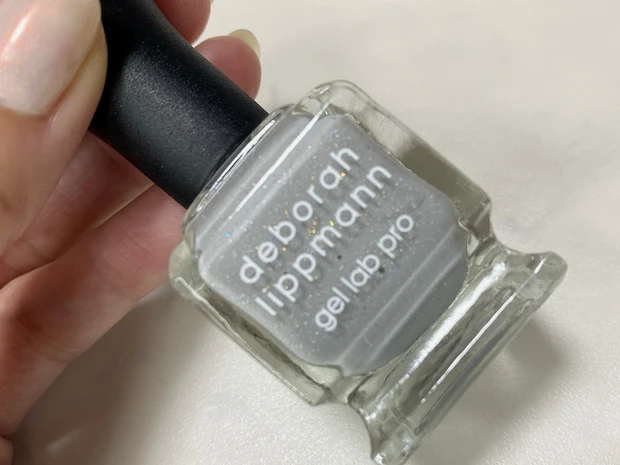 deborah
lippmann
gel lab pro